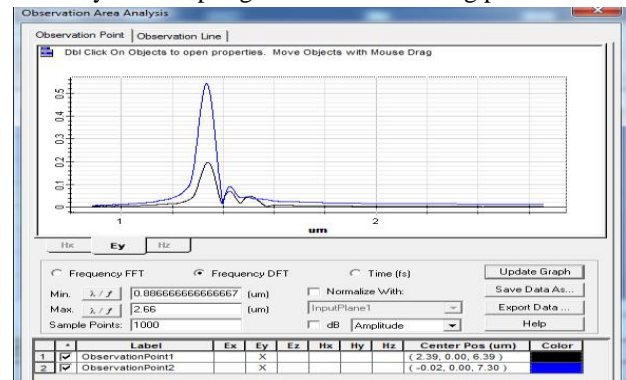 Observation Area Analysis
Observation Point Observation Line
Dbl Click On Objects to open properties. Move Objects with Mouse Drag
0.5
0.4
0.3
0.2
0.1
0
1 2
um
Hx Ey Hz
Frequency FFT Frequency DFT Time (fs) Update Graph
Min. λ / f 0.886666666666667 (um) Normalize With: Save Data As...
Max. λ / f 2.66 (um) InputPlane1 Export Data ...
Sample Points: 1000 dB Amplitude Help
* Label Ex Ey Ez Hx Hy Hz Center Pos (um) Color
1 ObservationPoint1 X ( 2.39, 0.00, 6.39 )
2 ObservationPoint2 X ( -0.02, 0.00, 7.30 )